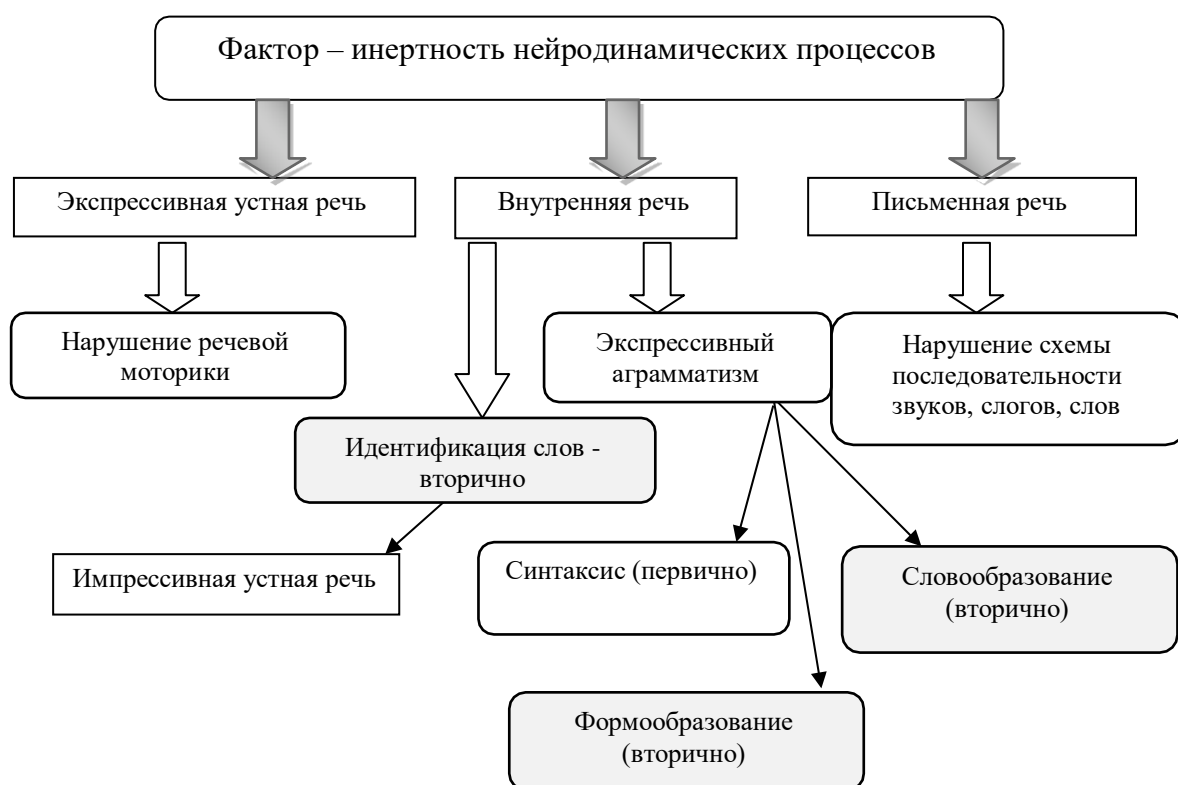 Фактор – инертность нейродинамических процессов
Экспрессивная устная речь
Внутренняя речь
Письменная речь
Нарушение речевой
моторики
Экспрессивный
аграмматизм
Нарушение схемы
последовательности
звуков, слогов, слов
Идентификация слов -
вторично
Импрессивная устная речь
Синтаксис (первично)
Словообразование
(вторично)
Формообразование
(вторично)